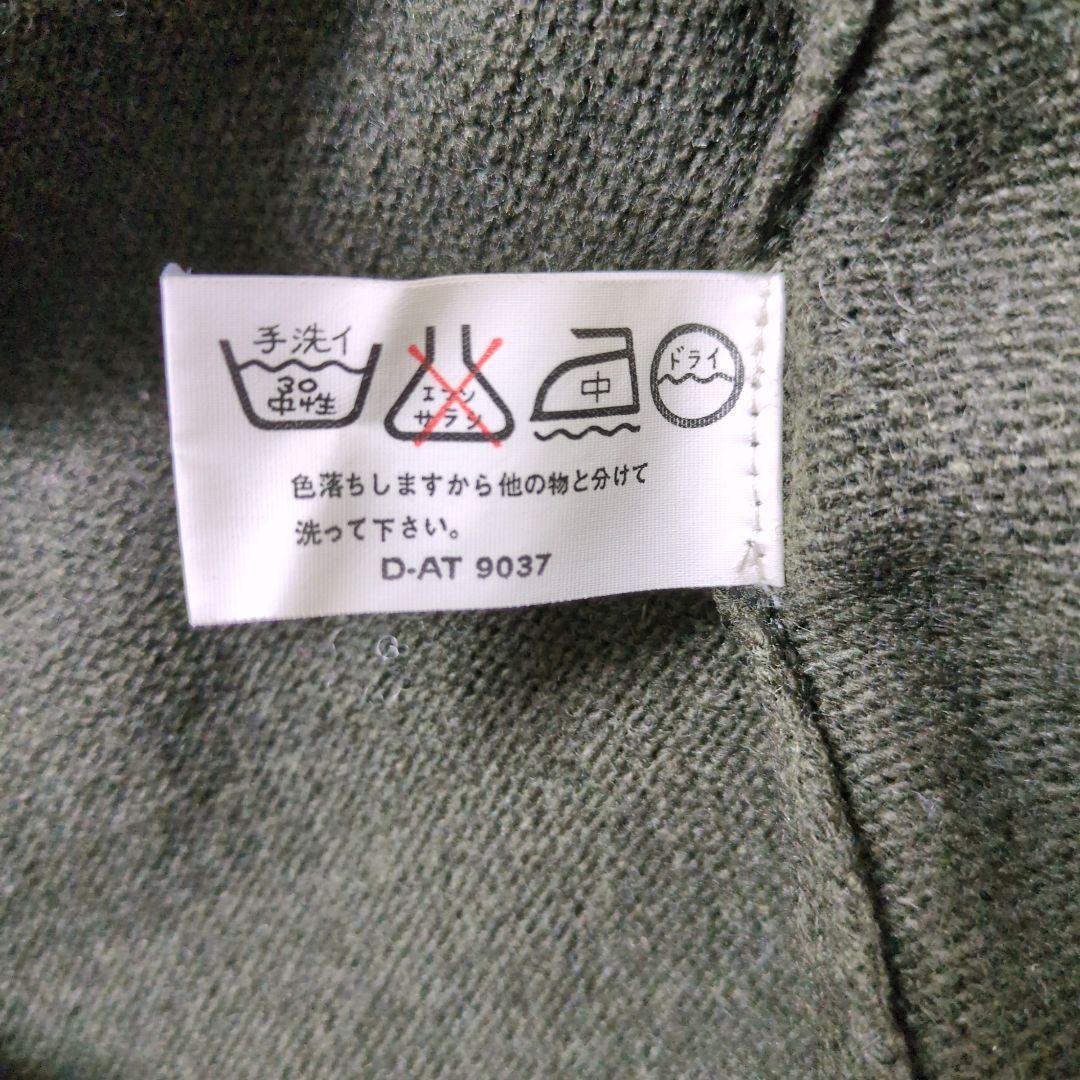 手洗イ
30
中性
エンソ
サラシ
中
ドライ
色落ちしますから他の物と分けて
洗って下さい。
D-AT 9037